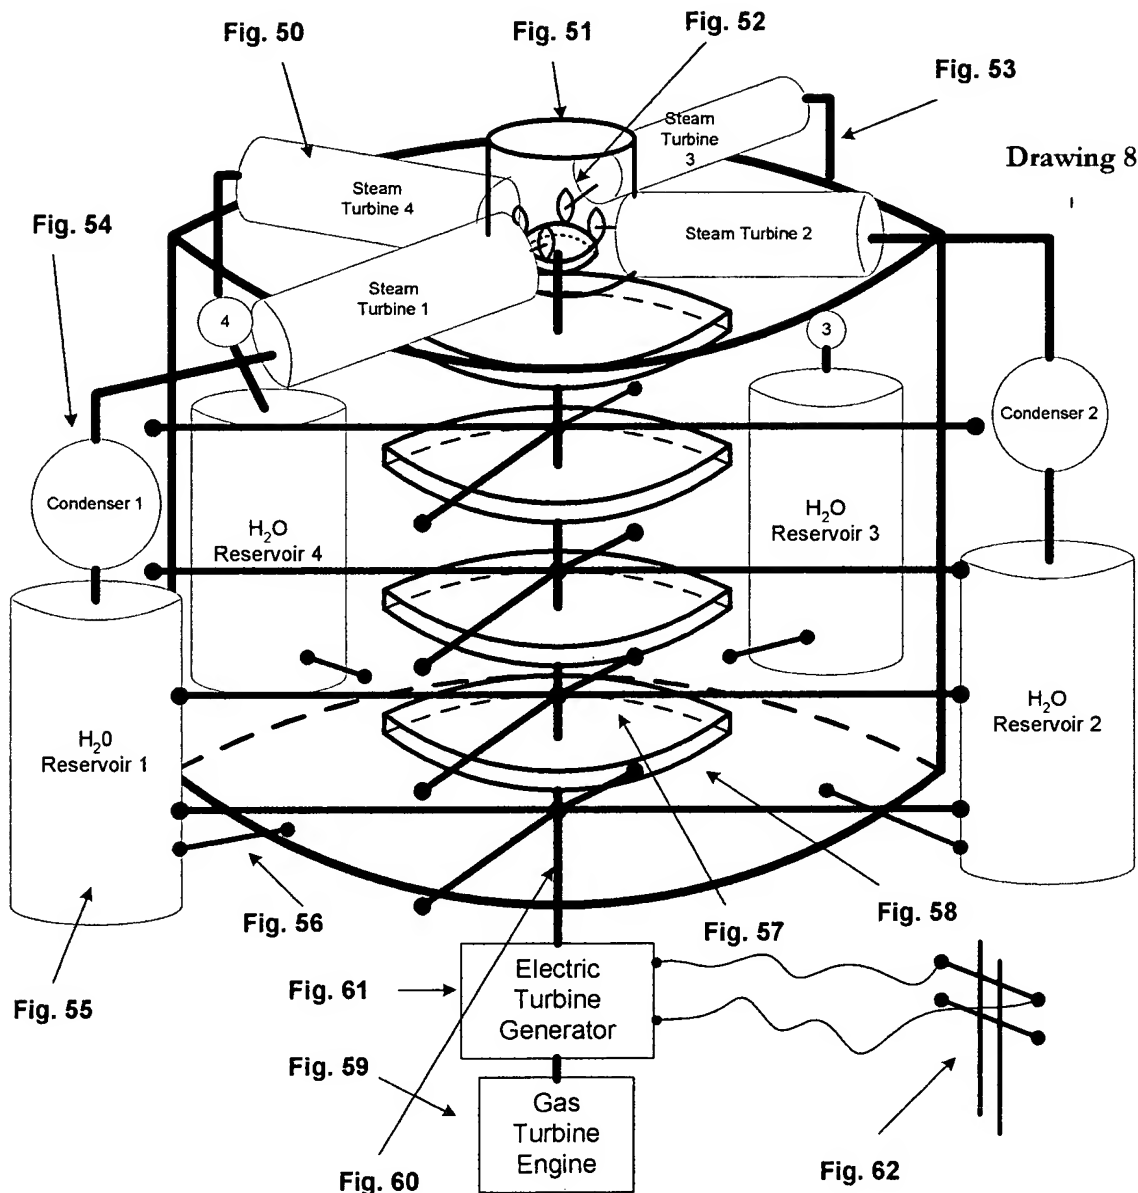 Fig. 50
Fig. 51
Fig. 52
Fig. 53
Drawing 8
Steam
Turbine
3
Steam
Turbine 4
Fig. 54
Steam Turbine 2
Steam
Turbine 1
4
3
Condenser 2
Condenser 1
H₂O
Reservoir 4
H₂O
Reservoir 3
H₂0
Reservoir 1
H₂O
Reservoir 2
Fig. 56
Fig. 57
Fig. 58
Fig. 55
Fig. 61
Electric
Turbine
Generator
Fig. 59
Gas
Turbine
Engine
Fig. 60
Fig. 62